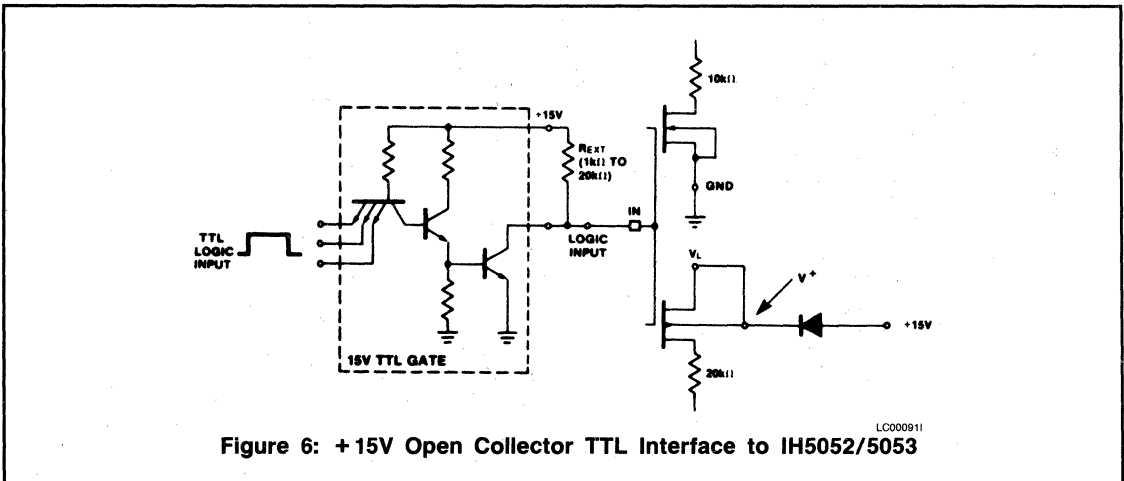 10kΩ
+15V
REXT
(1kΩ TO
20kΩ)
GND
IN
TTL
LOGIC
INPUT
LOGIC
INPUT
VL
V+
+15V
15V TTL GATE
20kΩ
LC00091I
Figure 6: +15V Open Collector TTL Interface to IH5052/5053